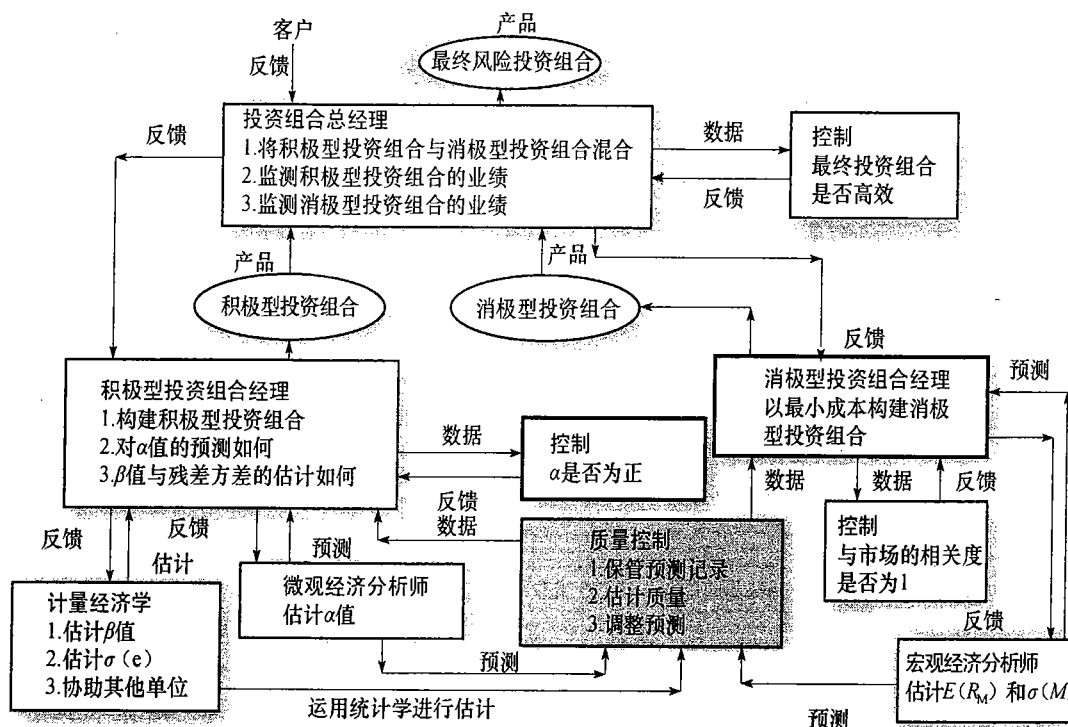 产品
客户
反馈
最终风险投资组合
投资组合总经理
1.将积极型投资组合与消极型投资组合混合
2.监测积极型投资组合的业绩
3.监测消极型投资组合的业绩
反馈
数据
反馈
控制
最终投资组合
是否高效
产品
产品
积极型投资组合
消极型投资组合
反馈
预测
积极型投资组合经理
1.构建积极型投资组合
2.对α值的预测如何
3.β值与残差方差的估计如何
数据
反馈
控制
α是否为正
消极型投资组合经理
以最小成本构建消极
型投资组合
数据
数据
反馈
数据
反馈
估计
反馈
预测
质量控制
1.保管预测记录
2.估计质量
3.调整预测
控制
与市场的相关度
是否为1
计量经济学
1.估计β值
2.估计σ（e）
3.协助其他单位
微观经济分析师
估计α值
预测
反馈
宏观经济分析师
估计E(R_M) 和σ(M
运用统计学进行估计
预测